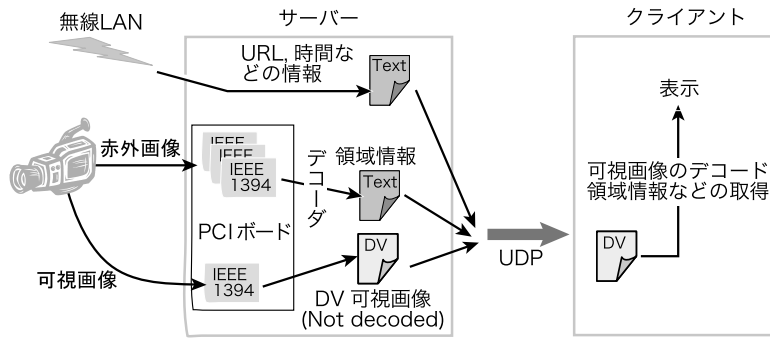 無線LAN
サーバー
クライアント
URL, 時間な
どの情報
Text
表示
赤外画像
IEEE
IEEE
IEEE
1394
デコーダ
領域情報
Text
可視画像のデコード
領域情報などの取得
PCIボード
DV
UDP
DV
可視画像
IEEE
1394
DV 可視画像
(Not decoded)